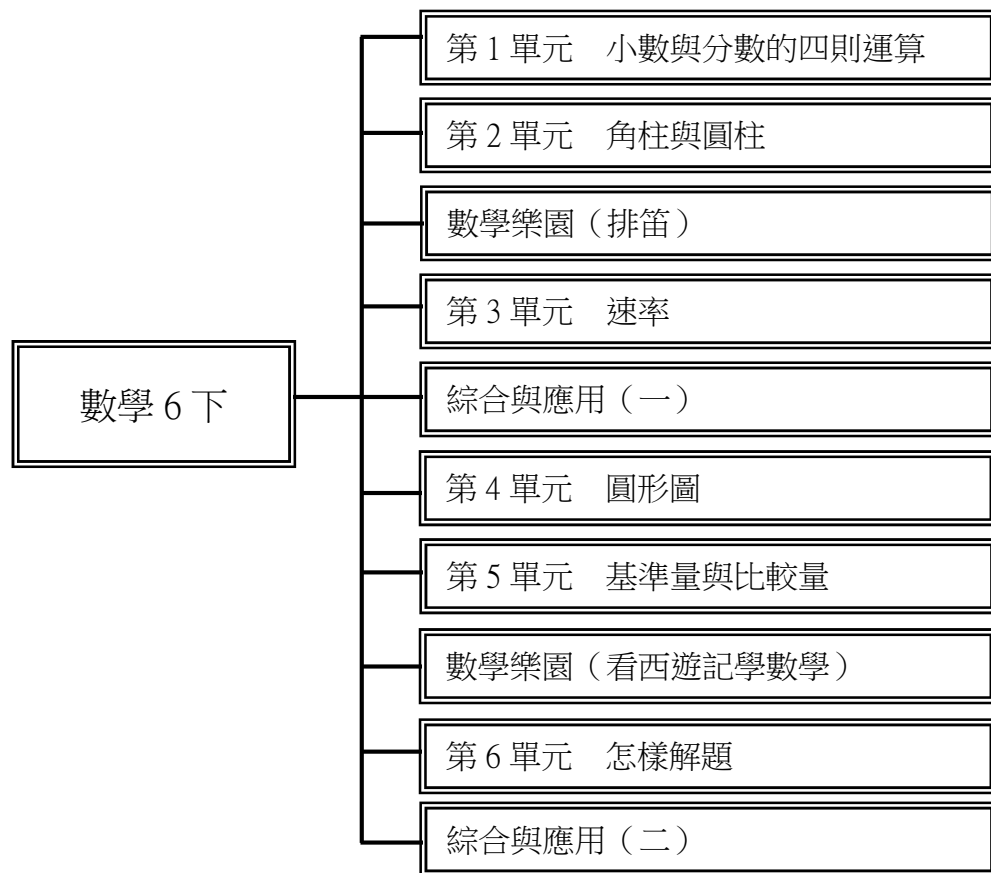 第1單元　小數與分數的四則運算
第2單元　角柱與圓柱
數學樂園（排笛）
第3單元　速率
數學6下
綜合與應用（一）
第4單元　圓形圖
第5單元　基準量與比較量
數學樂園（看西遊記學數學）
第6單元　怎樣解題
綜合與應用（二）